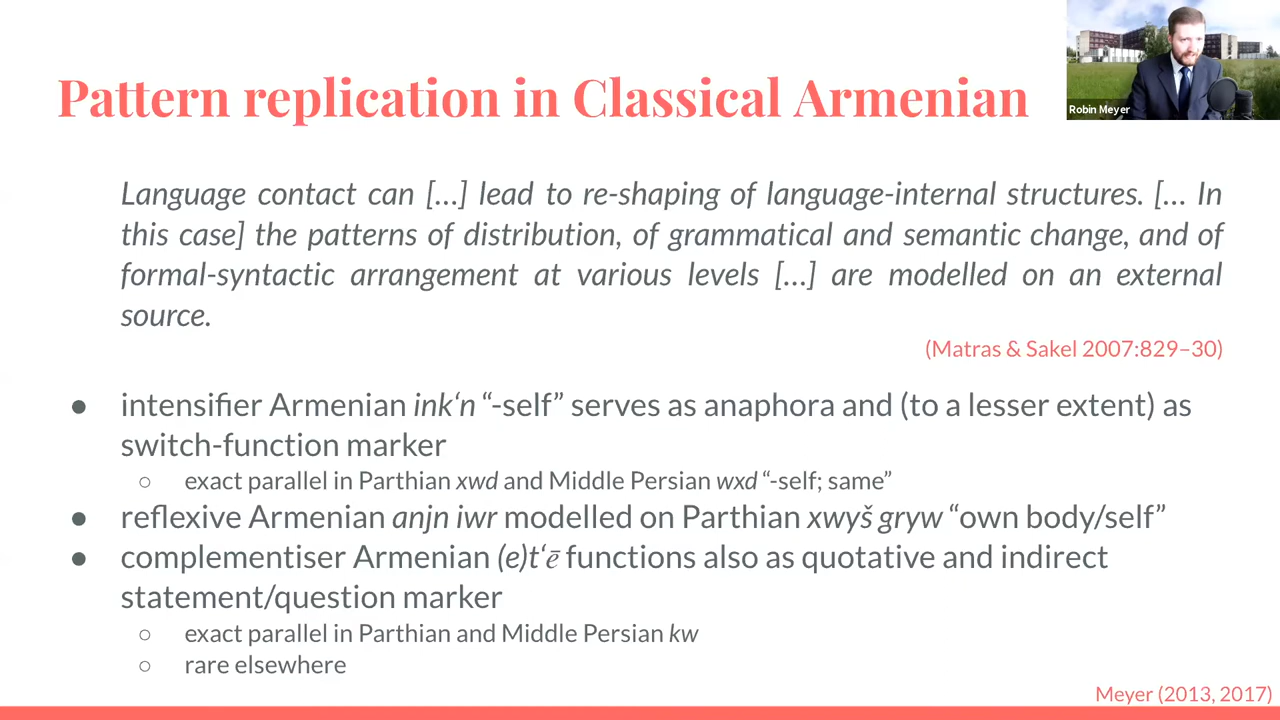 Pattern replication in Classical Armenian
Robin Meyer
Language contact can […] lead to re-shaping of language-internal structures. [… In
this case] the patterns of distribution, of grammatical and semantic change, and of
formal-syntactic arrangement at various levels […] are modelled on an external
source.
(Matras & Sakel 2007:829–30)
● intensifier Armenian ink‘n “-self” serves as anaphora and (to a lesser extent) as
switch-function marker
○ exact parallel in Parthian xwd and Middle Persian wxd “-self; same”
● reflexive Armenian anjn iwr modelled on Parthian xwyš gryw “own body/self”
● complementiser Armenian (e)t‘ē functions also as quotative and indirect
statement/question marker
○ exact parallel in Parthian and Middle Persian kw
○ rare elsewhere
Meyer (2013, 2017)